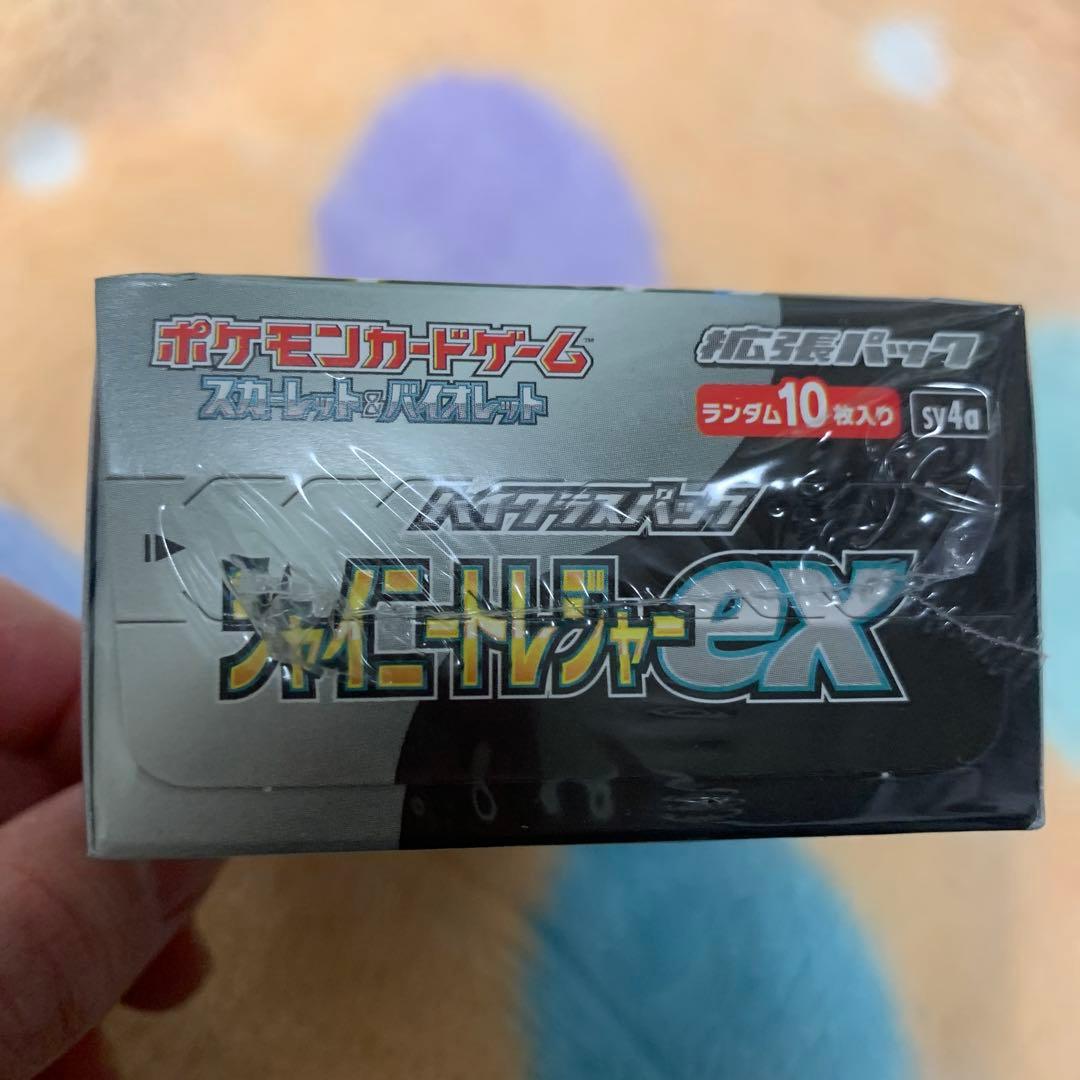 ポケモンカードゲーム™
スカーレット&バイオレット
拡張パック
ランダム10枚入り
sv4a
ハイクラスパック
シャイニートレジャーex